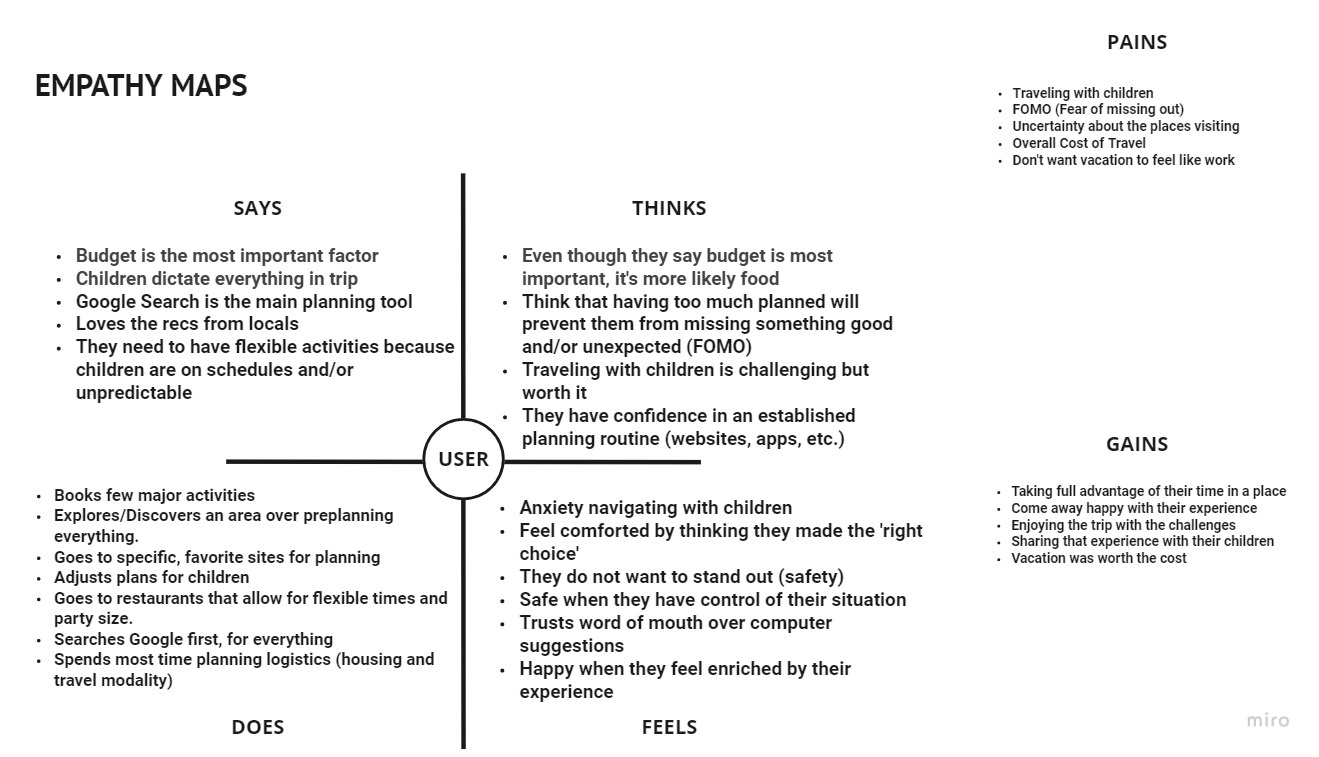 EMPATHY MAPS
SAYS
• Budget is the most important factor
• Children dictate everything in trip
• Google Search is the main planning tool
• Loves the recs from locals
• They need to have flexible activities because
children are on schedules and/or
unpredictable
THINKS
• Even though they say budget is most
important, it's more likely food
• Think that having too much planned will
prevent them from missing something good
and/or unexpected (FOMO)
• Traveling with children is challenging but
worth it
• They have confidence in an established
planning routine (websites, apps, etc.)
USER
• Books few major activities
• Explores/Discovers an area over preplanning
everything.
• Goes to specific, favorite sites for planning
• Adjusts plans for children
• Goes to restaurants that allow for flexible times and
party size.
• Searches Google first, for everything
• Spends most time planning logistics (housing and
travel modality)
DOES
• Anxiety navigating with children
• Feel comforted by thinking they made the 'right
choice'
• They do not want to stand out (safety)
• Safe when they have control of their situation
• Trusts word of mouth over computer
suggestions
• Happy when they feel enriched by their
experience
FEELS
PAINS
• Traveling with children
• FOMO (Fear of missing out)
• Uncertainty about the places visiting
• Overall Cost of Travel
• Don't want vacation to feel like work
GAINS
• Taking full advantage of their time in a place
• Come away happy with their experience
• Enjoying the trip with the challenges
• Sharing that experience with their children
• Vacation was worth the cost
miro